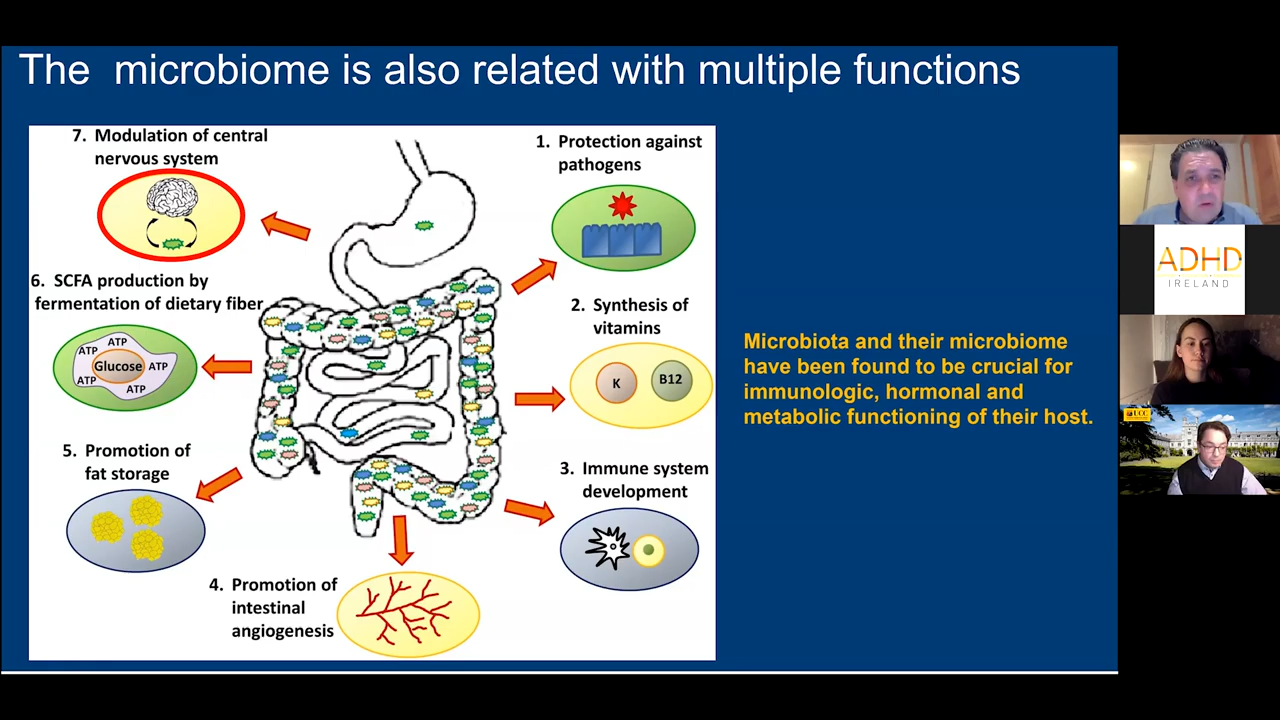 The  microbiome is also related with multiple functions
7. Modulation of central
nervous system
1. Protection against
pathogens
6. SCFA production by
fermentation of dietary fiber
ATP
ATP
Glucose
ATP
ATP
ATP
2. Synthesis of
vitamins
K
B12
5. Promotion of
fat storage
3. Immune system
development
4. Promotion of
intestinal
angiogenesis
Microbiota and their microbiome
have been found to be crucial for
immunologic, hormonal and
metabolic functioning of their host.
ADHD
IRELAND
UCC